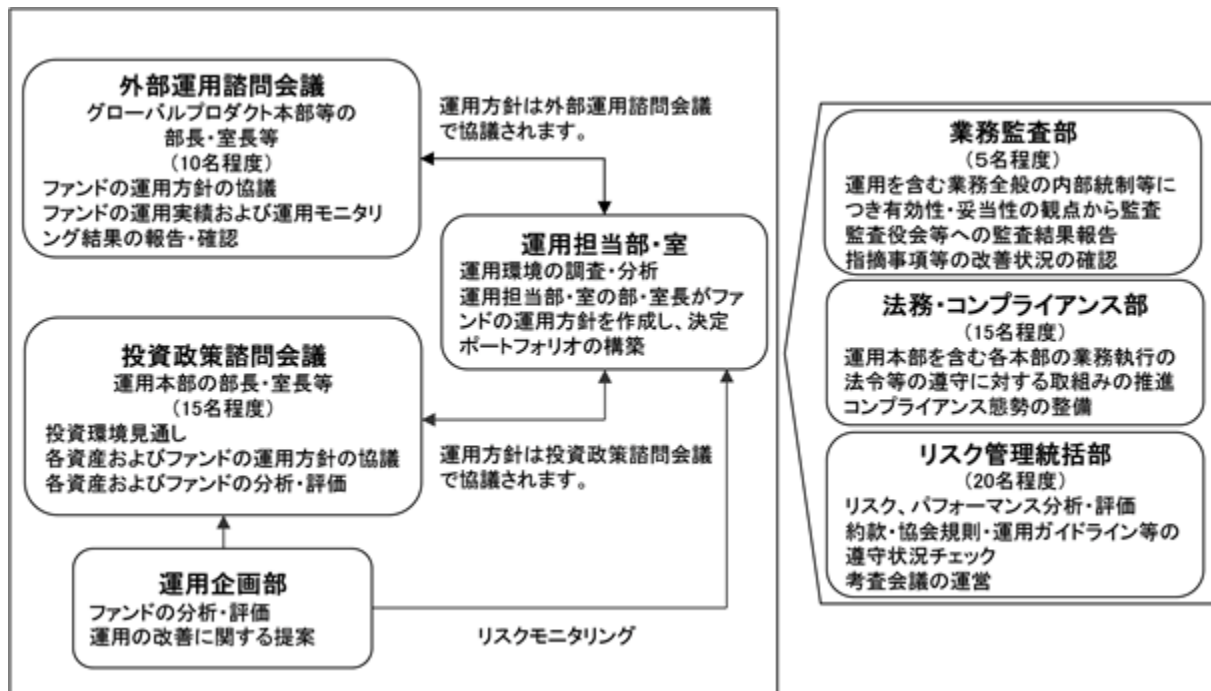 外部運用諮問会議
グローバルプロダクト本部等の
部長・室長等
(10名程度)
ファンドの運用方針の協議
ファンドの運用実績および運用モニタリ
ング結果の報告・確認
運用方針は外部運用諮問会議
で協議されます。
運用担当部・室
運用環境の調査・分析
運用担当部・室の部・室長がファ
ンドの運用方針を作成し、決定
ポートフォリオの構築
投資政策諮問会議
運用本部の部長・室長等
(15名程度)
投資環境見通し
各資産およびファンドの運用方針の協議
各資産およびファンドの分析・評価
運用方針は投資政策諮問会議
で協議されます。
運用企画部
ファンドの分析・評価
運用の改善に関する提案
リスクモニタリング
業務監査部
(5名程度)
運用を含む業務全般の内部統制等に
つき有効性・妥当性の観点から監査
監査役会等への監査結果報告
指摘事項等の改善状況の確認
法務・コンプライアンス部
(15名程度)
運用本部を含む各本部の業務執行の
法令等の遵守に対する取組みの推進
コンプライアンス態勢の整備
リスク管理統括部
(20名程度)
リスク、パフォーマンス分析・評価
約款・協会規則・運用ガイドライン等の
遵守状況チェック
考査会議の運営